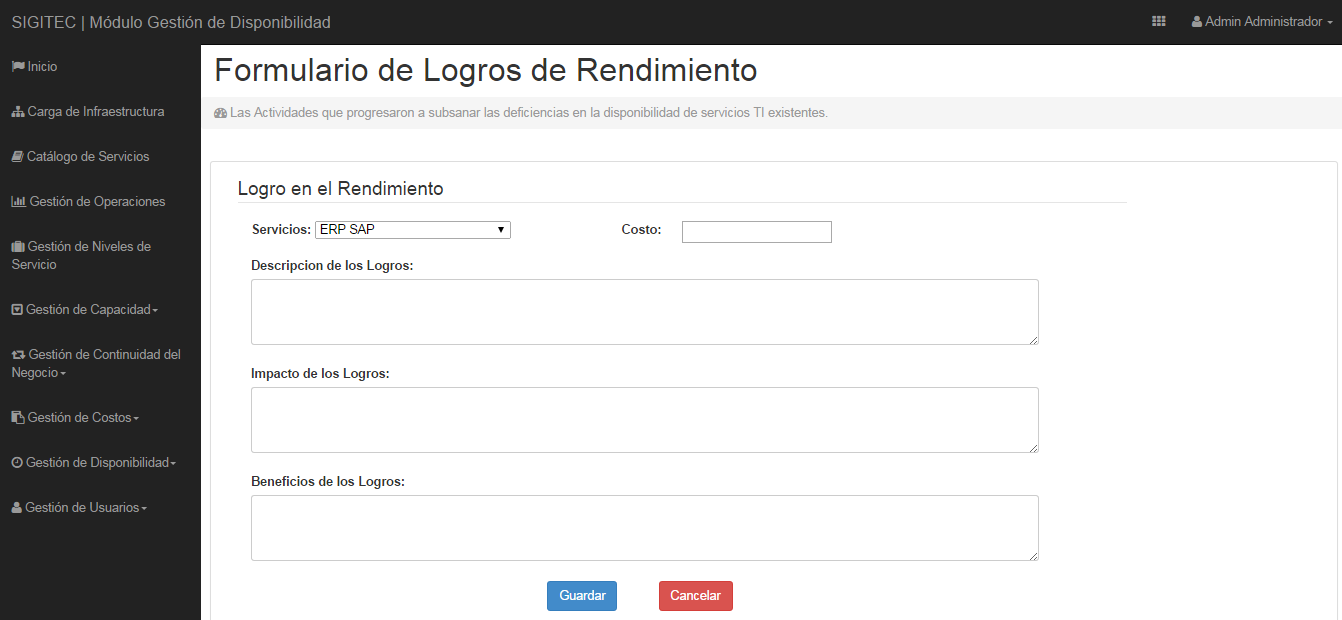 SIGITEC | Módulo Gestión de Disponibilidad
Admin Administrador
Inicio
Carga de Infraestructura
Catálogo de Servicios
Gestión de Operaciones
Gestión de Niveles de
Servicio
Gestión de Capacidad
Gestión de Continuidad del
Negocio
Gestión de Costos
Gestión de Disponibilidad
Gestión de Usuarios
Formulario de Logros de Rendimiento
Las Actividades que progresaron a subsanar las deficiencias en la disponibilidad de servicios TI existentes.
Logro en el Rendimiento
Servicios: ERP SAP
Costo:
Descripcion de los Logros:
Impacto de los Logros:
Beneficios de los Logros:
Guardar
Cancelar